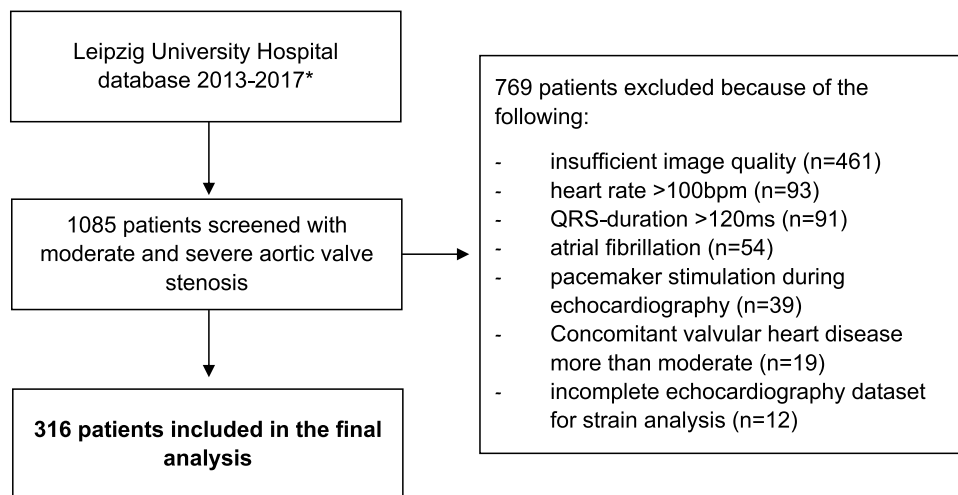 Leipzig University Hospital
database 2013-2017*
1085 patients screened with
moderate and severe aortic valve
stenosis
316 patients included in the final
analysis
769 patients excluded because of the
following:
- insufficient image quality (n=461)
- heart rate >100bpm (n=93)
- QRS-duration >120ms (n=91)
- atrial fibrillation (n=54)
- pacemaker stimulation during
echocardiography (n=39)
- Concomitant valvular heart disease
more than moderate (n=19)
- incomplete echocardiography dataset
for strain analysis (n=12)